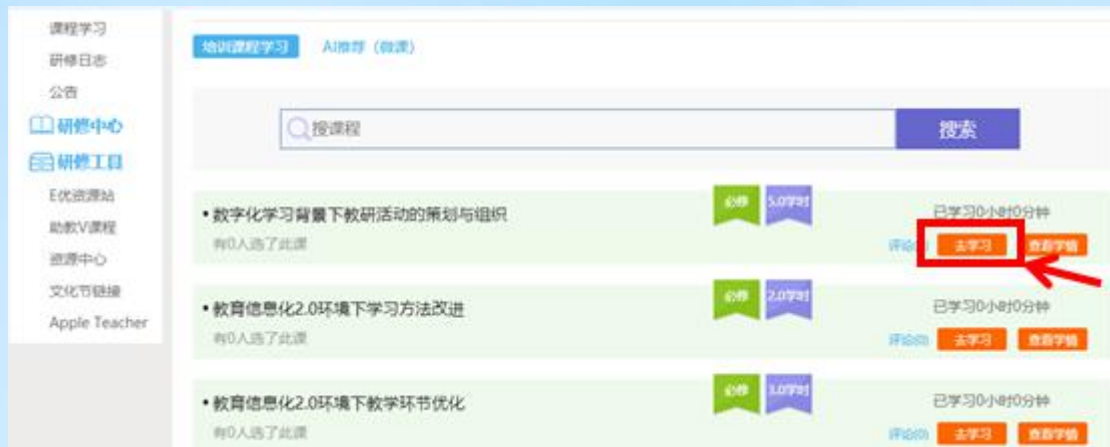 课程学习
研修日志
公告
研修中心
研修工具
E优资源站
助教V课程
资源中心
文化节链接
Apple Teacher
培训课程学习 AI推荐（微课）
搜课程 搜索
• 数字化学习背景下教研活动的策划与组织 必修 5.0学时 已学习0小时0分钟
有0人选了此课 去学习 查看学情
• 教育信息化2.0环境下学习方法改进 必修 2.0学时 已学习0小时0分钟
有0人选了此课 评论(0) 去学习 查看学情
• 教育信息化2.0环境下教学环节优化 必修 3.0学时 已学习0小时0分钟
有0人选了此课 评论(0) 去学习 查看学情